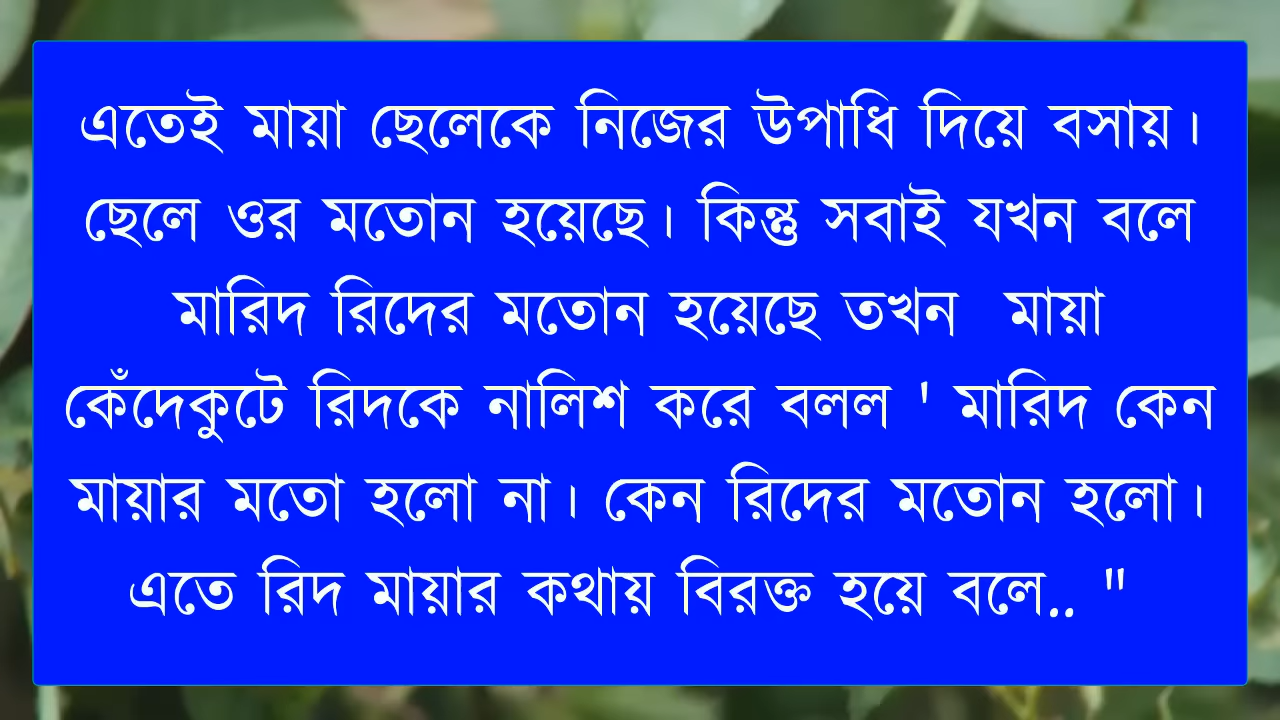 এতেই মায়া ছেলেকে নিজের উপাধি দিয়ে বসায়।
ছেলে ওর মতোন হয়েছে। কিন্তু সবাই যখন বলে
মারিদ রিদের মতোন হয়েছে তখন  মায়া
কেঁদেকুটে রিদকে নালিশ করে বলল ' মারিদ কেন
মায়ার মতো হলো না। কেন রিদের মতোন হলো।
এতে রিদ মায়ার কথায় বিরক্ত হয়ে বলে.. "